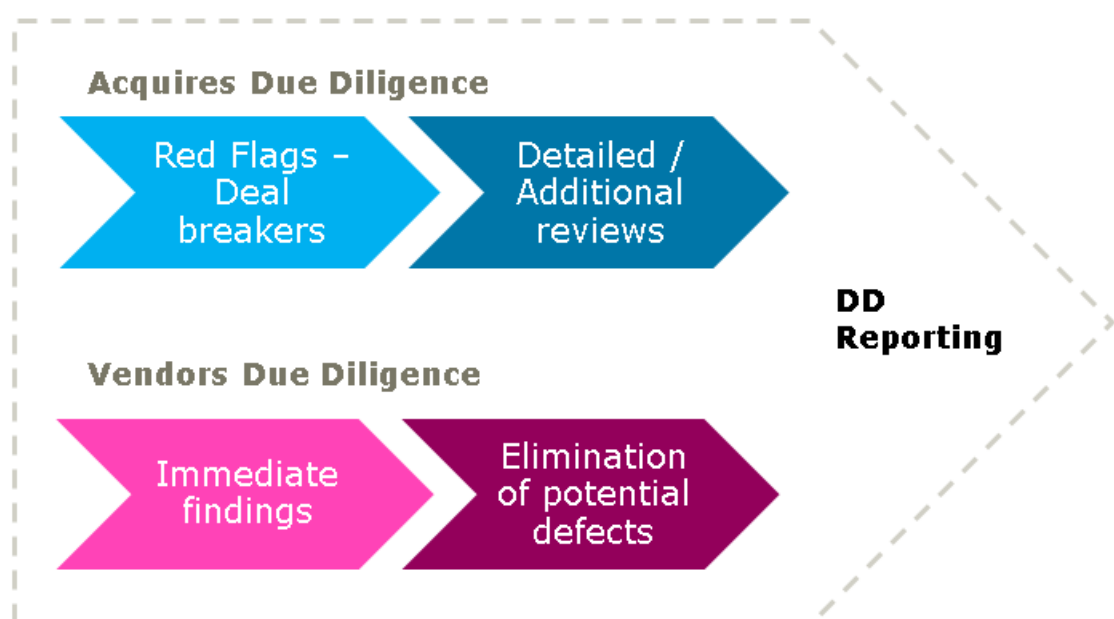 Acquires Due Diligence
Red Flags –
Deal
breakers
Detailed /
Additional
reviews
DD
Reporting
Vendors Due Diligence
Immediate
findings
Elimination
of potential
defects